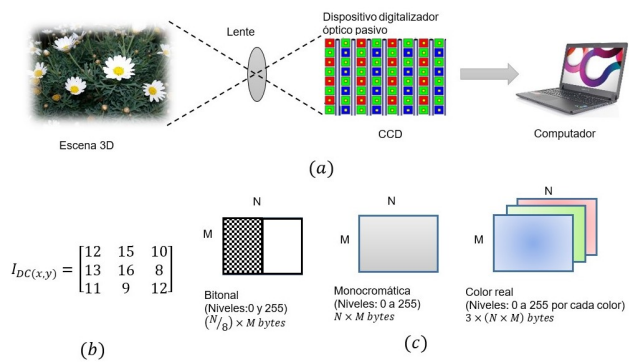 Lente
Dispositivo digitalizador
óptico pasivo
Escena 3D
CCD
Computador
(a)
I_{DC(x,y)} = [12 15 10
13 16 8
11 9 12]
(b)
N
M
Bitonal
(Niveles:0 y 255)
(N/8) × M bytes
N
M
Monocromática
(Niveles: 0 a 255)
N × M bytes
N
M
Color real
(Niveles: 0 a 255 por cada color)
3 × (N × M) bytes
(c)